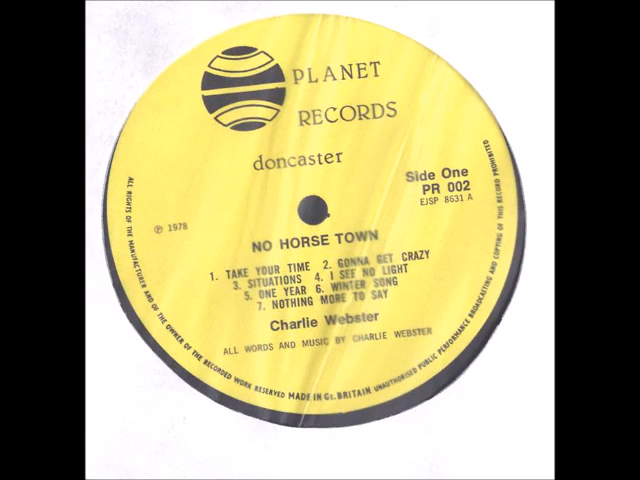 PLANET
RECORDS
doncaster
Side One
PR 002
EJSP 8631 A
℗ 1978
NO HORSE TOWN
1. TAKE YOUR TIME 2. GONNA GET CRAZY
3. SITUATIONS 4. I SEE NO LIGHT
5. ONE YEAR 6. WINTER SONG
7. NOTHING MORE TO SAY
Charlie Webster
ALL WORDS AND MUSIC BY CHARLIE WEBSTER
ALL RIGHTS OF THE MANUFACTURER AND OF THE OWNER OF THE RECORDED WORK RESERVED MADE IN Gt. BRITAIN UNAUTHORISED PUBLIC PERFORMANCE BROADCASTING AND COPYING OF THIS RECORD PROHIBITED